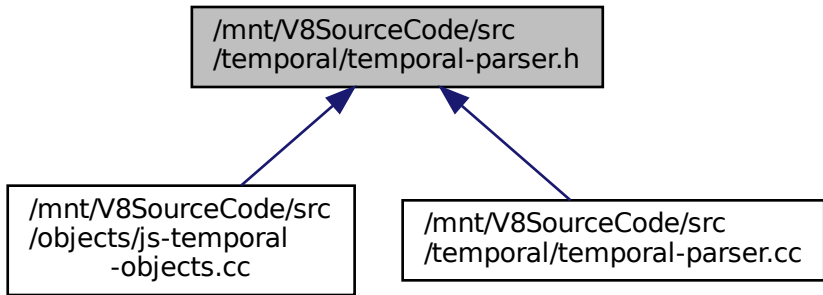 /mnt/V8SourceCode/src
/temporal/temporal-parser.h
/mnt/V8SourceCode/src
/objects/js-temporal
-objects.cc
/mnt/V8SourceCode/src
/temporal/temporal-parser.cc